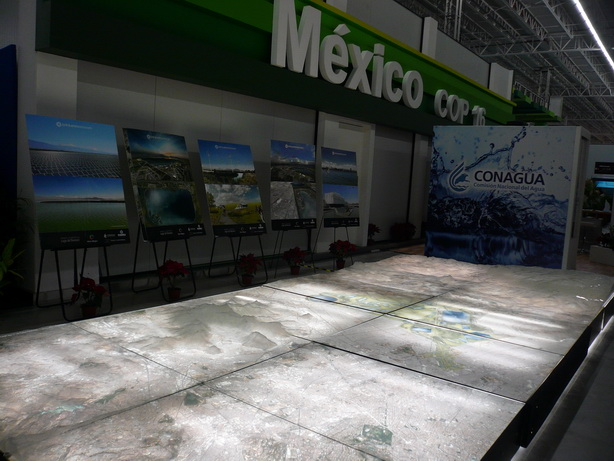 México COP 16
CONAGUA
Comisión Nacional del Agua